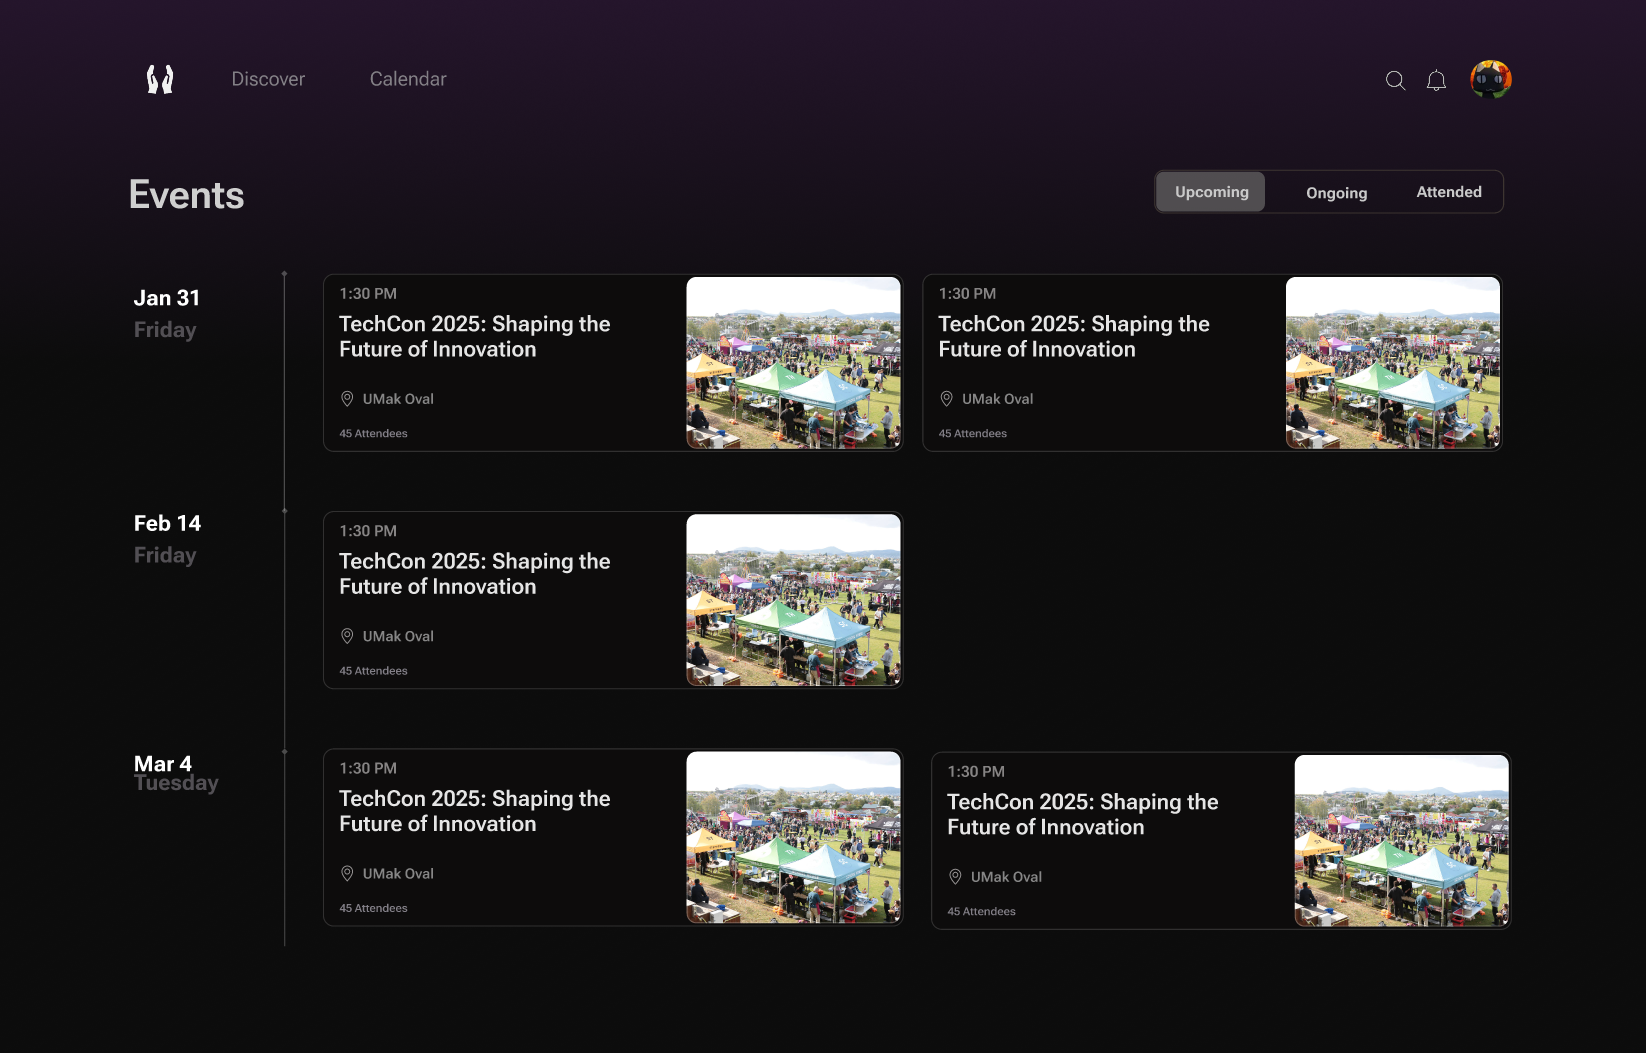 Discover
Calendar
Events
Upcoming
Ongoing
Attended
Jan 31
Friday
1:30 PM
TechCon 2025: Shaping the
Future of Innovation
UMak Oval
45 Attendees
1:30 PM
TechCon 2025: Shaping the
Future of Innovation
UMak Oval
45 Attendees
Feb 14
Friday
1:30 PM
TechCon 2025: Shaping the
Future of Innovation
UMak Oval
45 Attendees
Mar 4
Tuesday
1:30 PM
TechCon 2025: Shaping the
Future of Innovation
UMak Oval
45 Attendees
1:30 PM
TechCon 2025: Shaping the
Future of Innovation
UMak Oval
45 Attendees